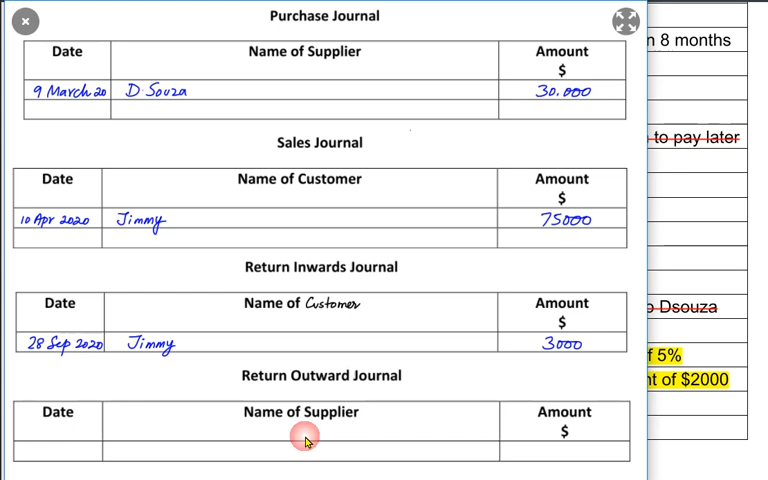 Purchase Journal
Date Name of Supplier Amount
$
9 March 20 D. Souza 30.000
Sales Journal
Date Name of Customer Amount
$
10 Apr 2020 Jimmy 75000
Return Inwards Journal
Date Name of Customer Amount
$
28 Sep 2020 Jimmy 3000
Return Outward Journal
Date Name of Supplier Amount
$
n 8 months
to pay later
Dsouza
f 5%
nt of $2000